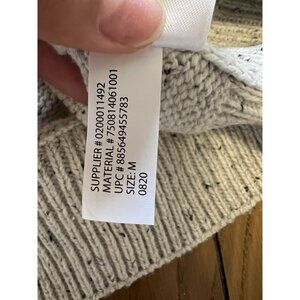 SUPPLIER # 0200011492
MATERIAL # 750814061001
UPC # 885649455783
SIZE: M
0820